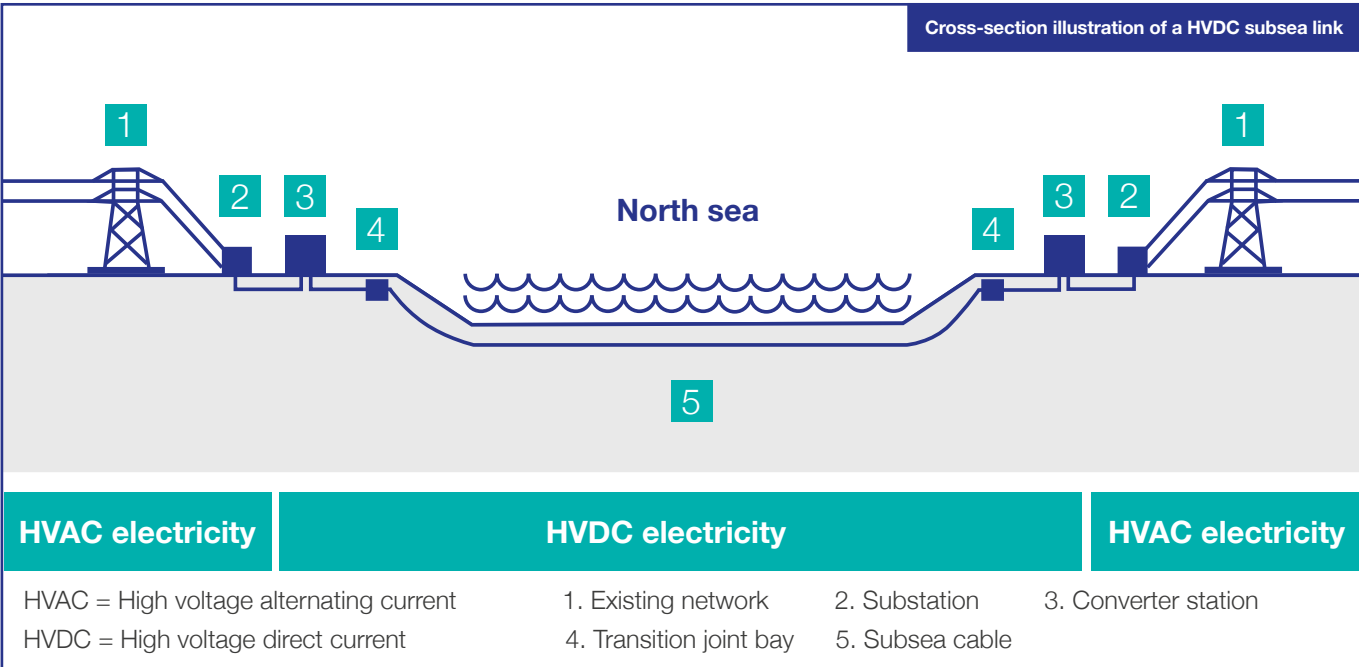 Cross-section illustration of a HVDC subsea link
1 1
2 3 3 2
4 North sea 4
5
HVAC electricity HVDC electricity HVAC electricity
HVAC = High voltage alternating current 1. Existing network 2. Substation 3. Converter station
HVDC = High voltage direct current 4. Transition joint bay 5. Subsea cable